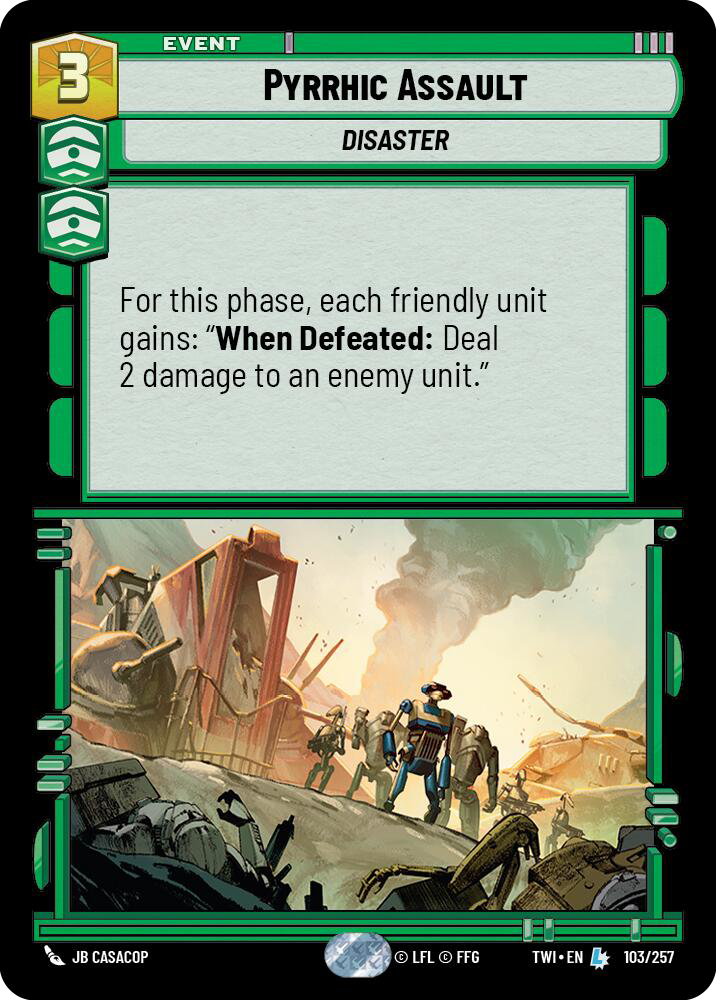 EVENT
3
PYRRHIC ASSAULT
DISASTER
For this phase, each friendly unit
gains: “When Defeated: Deal
2 damage to an enemy unit.”
JB CASACOP
© LFL © FFG
TWI • EN L 103/257